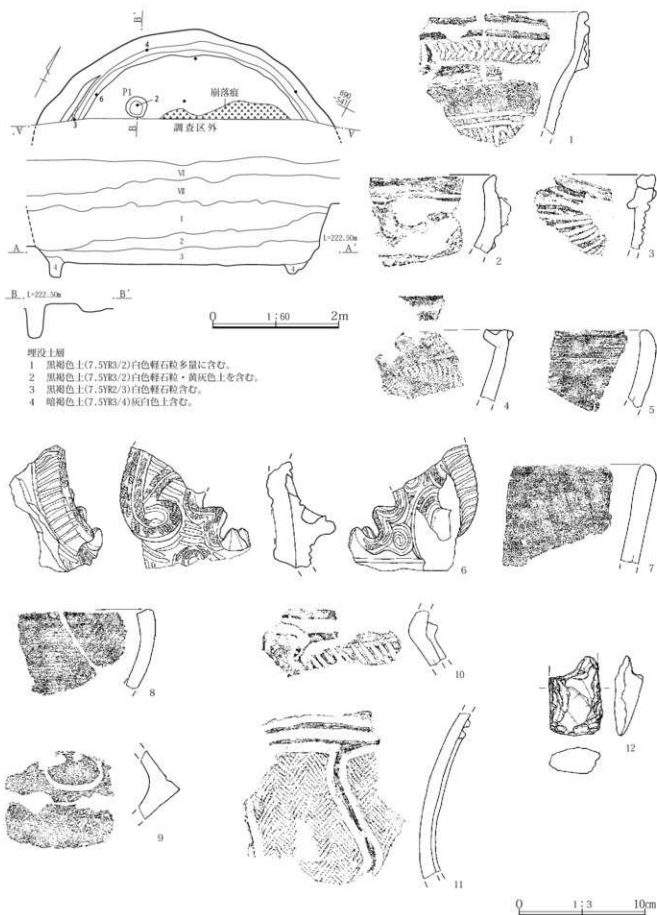 B'
4
P1
2
6
3
B
崩落痕
調査区外
690
-541
A
A'
Ⅵ
Ⅶ
1
2
3
4
4
L=222.50m
A
A'
B
L=222.50m
B'
0
1:60
2m
埋没土層
1 黒褐色土(7.5YR3/2)白色軽石粒多量に含む。
2 黒褐色土(7.5YR3/2)白色軽石粒・黄灰色土を含む。
3 黒褐色土(7.5YR2/3)白色軽石粒含む。
4 暗褐色土(7.5YR3/4)灰白色土含む。
1
2
3
4
5
6
7
8
9
10
11
12
0
1:3
10cm